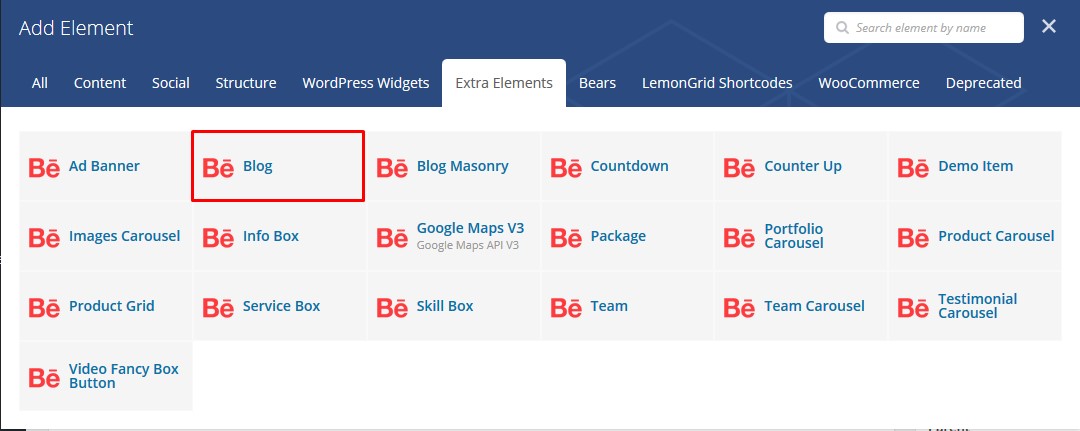 Add Element
Search element by name
All Content Social Structure WordPress Widgets Extra Elements Bears LemonGrid Shortcodes WooCommerce Deprecated
Bē Ad Banner Bē Blog Bē Blog Masonry Bē Countdown Bē Counter Up Bē Demo Item
Bē Images Carousel Bē Info Box Bē Google Maps V3 Bē Package Bē Portfolio Bē Product Carousel
Google Maps API V3 Carousel
Bē Product Grid Bē Service Box Bē Skill Box Bē Team Bē Team Carousel Bē Testimonial
Carousel
Bē Video Fancy Box
Button